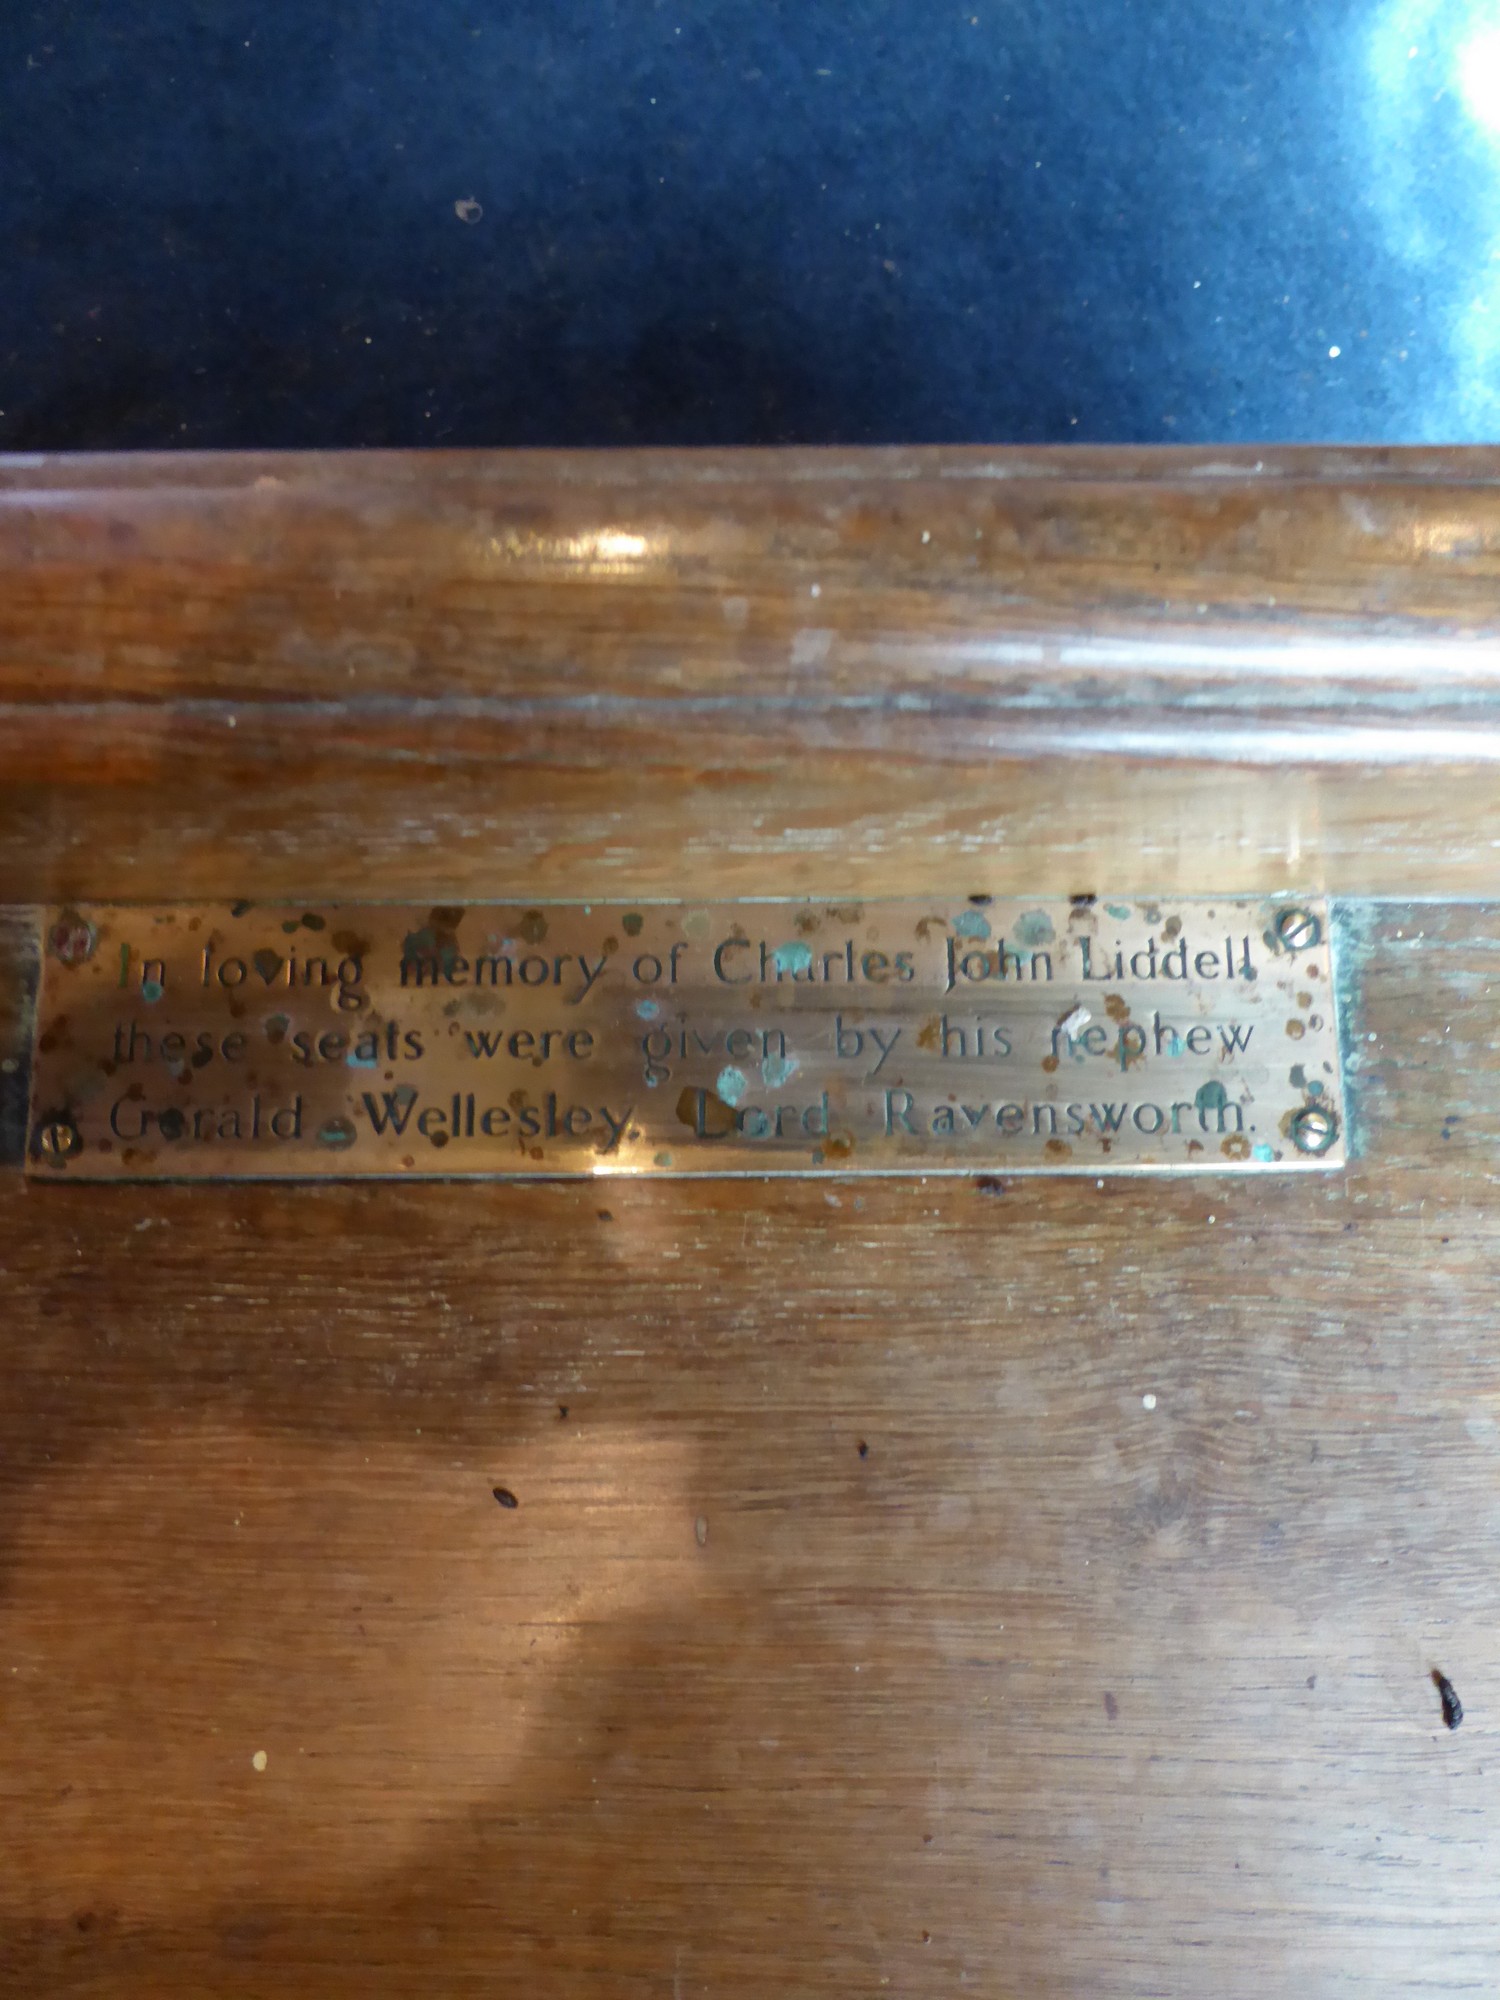 In loving memory of Charles John Liddell
these seats were given by his nephew
Gerald Wellesley, Lord Ravensworth.